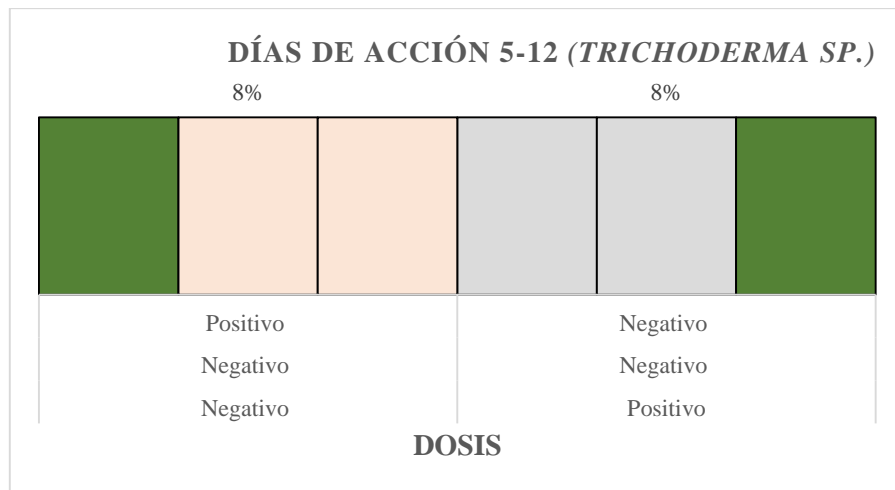 DÍAS DE ACCIÓN 5-12 (TRICHODERMA SP.)
8% 8%
Positivo Negativo
Negativo Negativo
Negativo Positivo
DOSIS